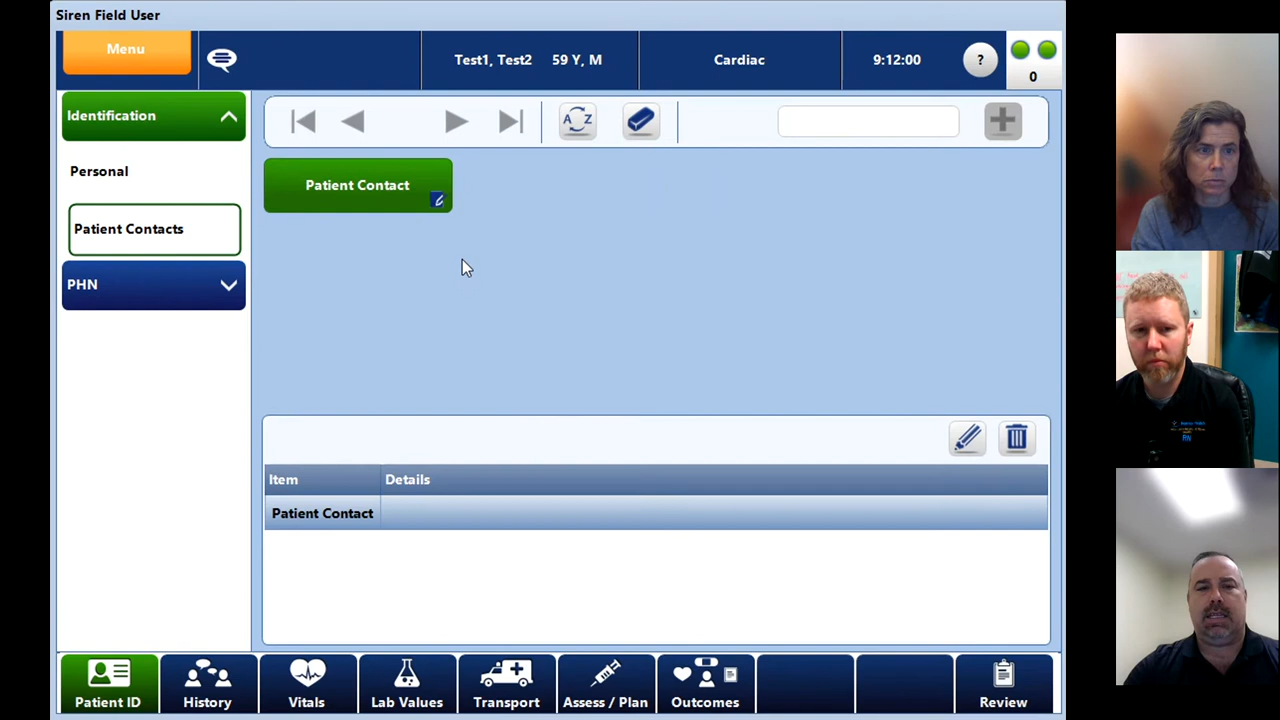 Siren Field User
Menu
Test1, Test2 59 Y, M
Cardiac
9:12:00
?
0
Identification
A Z
Personal
Patient Contact
Patient Contacts
PHN
Item Details
Patient Contact
Patient ID
History
Vitals
Lab Values
Transport
Assess / Plan
Outcomes
Review